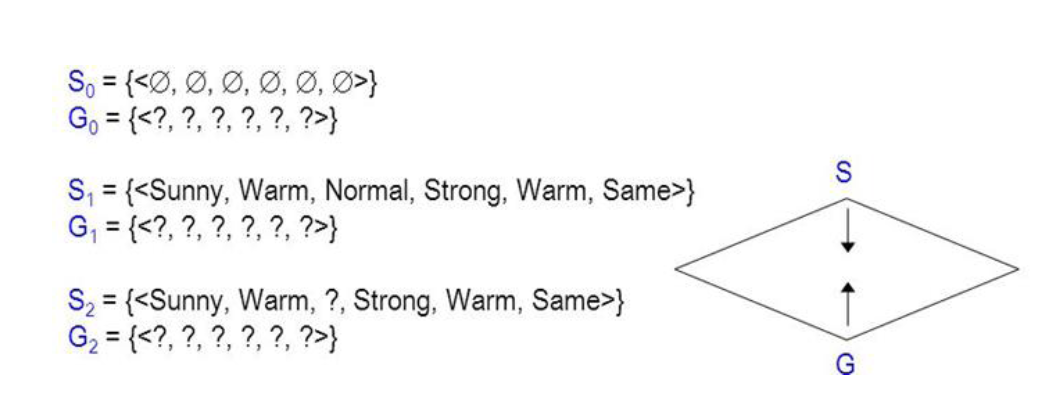 S₀ = {<∅, ∅, ∅, ∅, ∅, ∅>}
G₀ = {<?, ?, ?, ?, ?, ?>}
S₁ = {<Sunny, Warm, Normal, Strong, Warm, Same>}
G₁ = {<?, ?, ?, ?, ?, ?>}
S₂ = {<Sunny, Warm, ?, Strong, Warm, Same>}
G₂ = {<?, ?, ?, ?, ?, ?>}
S
G